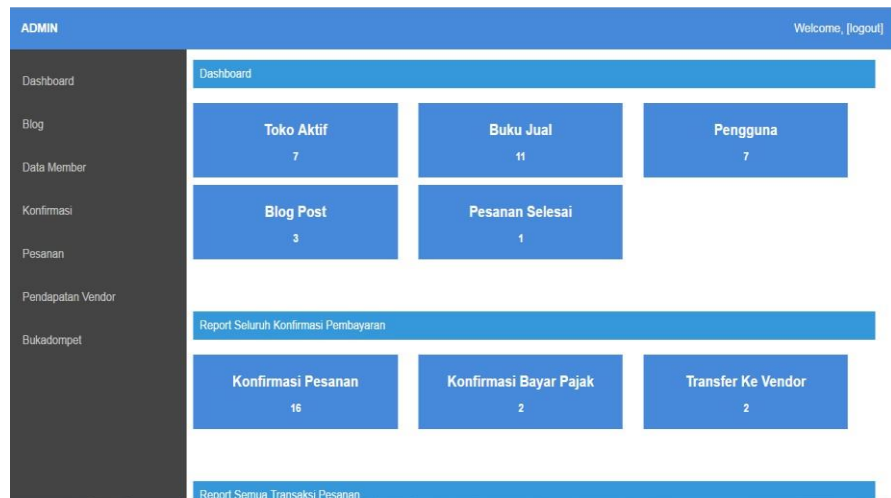 ADMIN
Welcome, [logout]
Dashboard
Blog
Data Member
Konfirmasi
Pesanan
Pendapatan Vendor
Bukadompet
Dashboard
Toko Aktif
7
Buku Jual
11
Pengguna
7
Blog Post
3
Pesanan Selesai
1
Report Seluruh Konfirmasi Pembayaran
Konfirmasi Pesanan
16
Konfirmasi Bayar Pajak
2
Transfer Ke Vendor
2
Report Semua Transaksi Pesanan